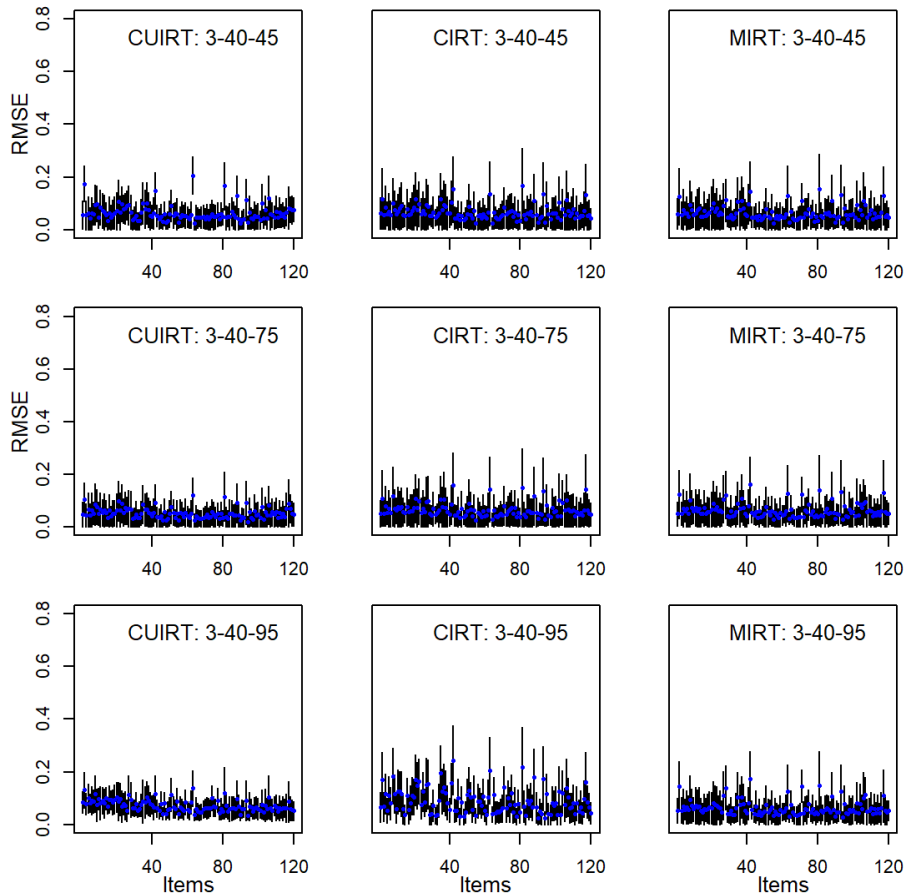 CUIRT: 3-40-45
CIRT: 3-40-45
MIRT: 3-40-45
RMSE
0.8
0.6
0.4
0.2
0.0
40 80 120
40 80 120
40 80 120
CUIRT: 3-40-75
CIRT: 3-40-75
MIRT: 3-40-75
RMSE
0.8
0.6
0.4
0.2
0.0
40 80 120
40 80 120
40 80 120
CUIRT: 3-40-95
CIRT: 3-40-95
MIRT: 3-40-95
0.8
0.6
0.4
0.2
0.0
40 80 120
40 80 120
40 80 120
Items
Items